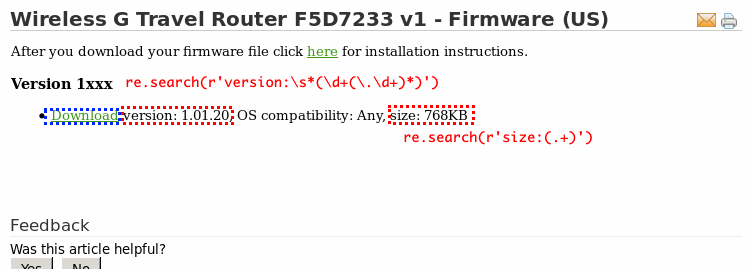 Wireless G Travel Router F5D7233 v1 - Firmware (US)
After you download your firmware file click here for installation instructions.
Version 1xxx re.search(r'version:\s*(\d+(\.\d+)*)')
• Download version: 1.01.20, OS compatibility: Any, size: 768KB
re.search(r'size:(.+)')
Feedback
Was this article helpful?
Yes No